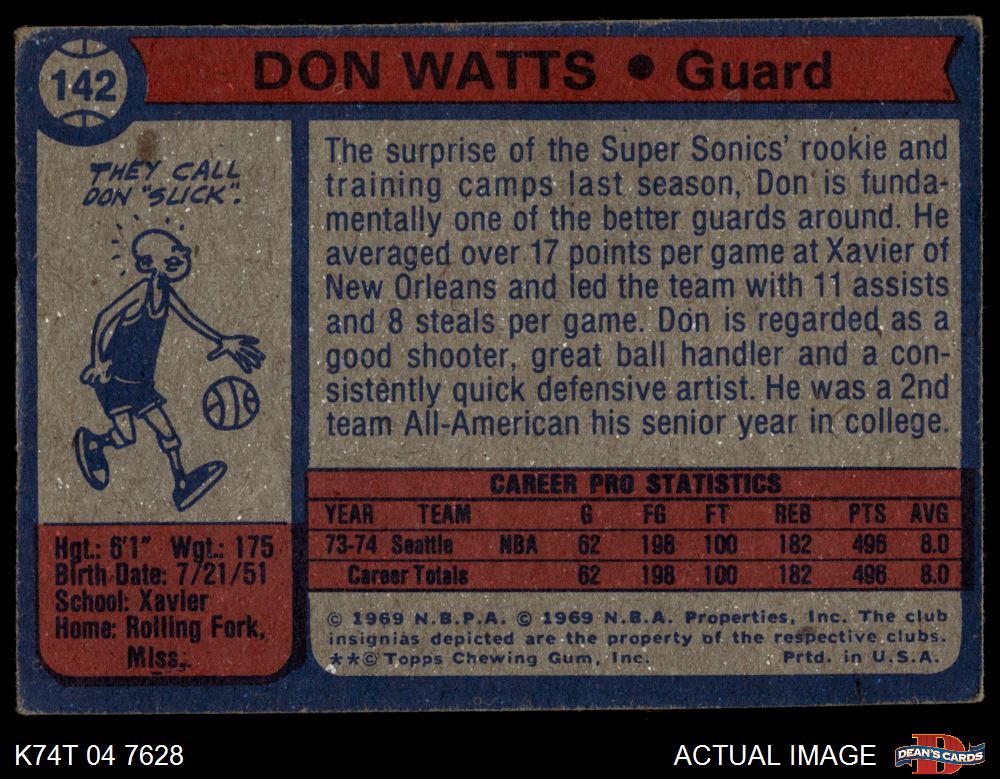 142
DON WATTS • Guard
THEY CALL
DON "SLICK".
The surprise of the Super Sonics' rookie and
training camps last season, Don is funda-
mentally one of the better guards around. He
averaged over 17 points per game at Xavier of
New Orleans and led the team with 11 assists
and 8 steals per game. Don is regarded as a
good shooter, great ball handler and a con-
sistently quick defensive artist. He was a 2nd
team All-American his senior year in college.
Hgt.: 6'1" Wgt.: 175
Birth Date: 7/21/51
School: Xavier
Home: Rolling Fork,
Miss.
CAREER PRO STATISTICS
YEAR TEAM G FG FT REB PTS AVG
73-74 Seattle NBA 62 198 100 182 496 8.0
Career Totals 62 198 100 182 496 8.0
© 1969 N.B.P.A. © 1969 N.B.A. Properties, Inc. The club
insignias depicted are the property of the respective clubs.
**© Topps Chewing Gum, Inc. Prtd. in U.S.A.
K74T 04 7628
ACTUAL IMAGE
D
DEAN'S CARDS